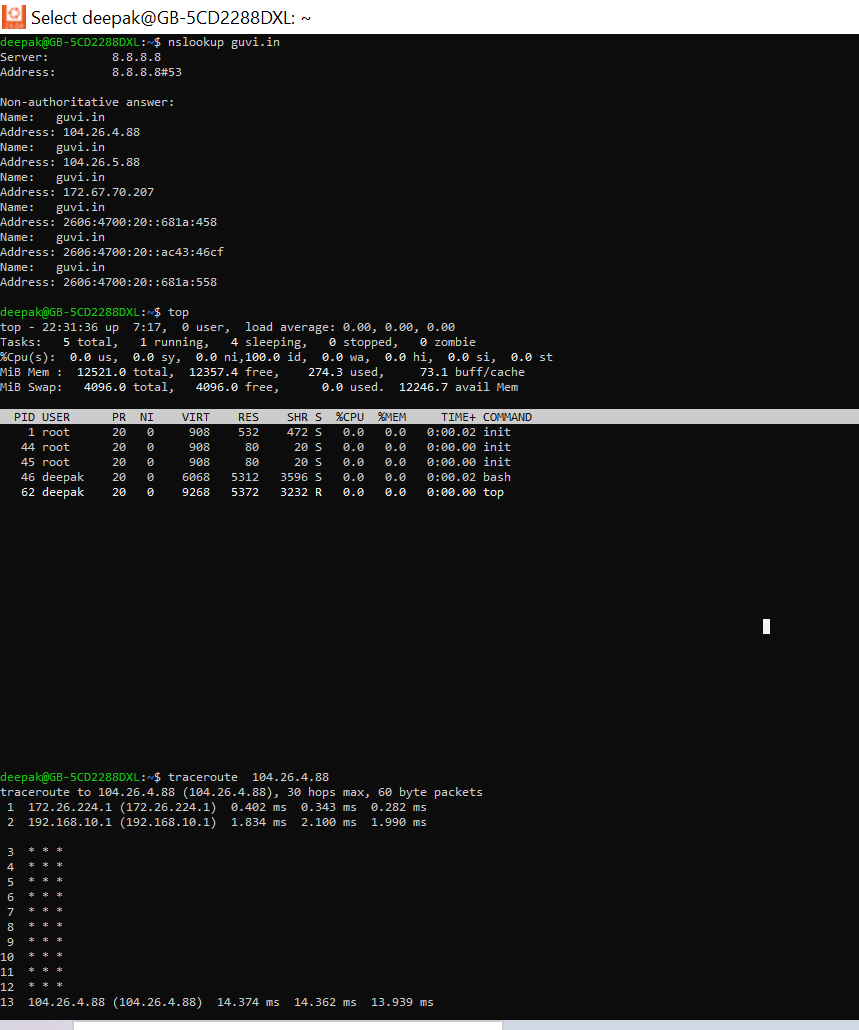 Select deepak@GB-5CD2288DXL: ~
deepak@GB-5CD2288DXL:~$ nslookup guvi.in
Server:         8.8.8.8
Address:        8.8.8.8#53
Non-authoritative answer:
Name:   guvi.in
Address: 104.26.4.88
Name:   guvi.in
Address: 104.26.5.88
Name:   guvi.in
Address: 172.67.70.207
Name:   guvi.in
Address: 2606:4700:20::681a:458
Name:   guvi.in
Address: 2606:4700:20::ac43:46cf
Name:   guvi.in
Address: 2606:4700:20::681a:558
deepak@GB-5CD2288DXL:~$ top
top - 22:31:36 up  7:17,  0 user,  load average: 0.00, 0.00, 0.00
Tasks:   5 total,   1 running,   4 sleeping,   0 stopped,   0 zombie
%Cpu(s):  0.0 us,  0.0 sy,  0.0 ni,100.0 id,  0.0 wa,  0.0 hi,  0.0 si,  0.0 st
MiB Mem :  12521.0 total,  12357.4 free,    274.3 used,     73.1 buff/cache
MiB Swap:   4096.0 total,   4096.0 free,      0.0 used.  12246.7 avail Mem
PID USER      PR  NI    VIRT    RES    SHR S  %CPU  %MEM     TIME+ COMMAND
1 root      20   0     908    532    472 S   0.0   0.0   0:00.02 init
44 root      20   0     908     80     20 S   0.0   0.0   0:00.00 init
45 root      20   0     908     80     20 S   0.0   0.0   0:00.00 init
46 deepak    20   0    6068   5312   3596 S   0.0   0.0   0:00.02 bash
62 deepak    20   0    9268   5372   3232 R   0.0   0.0   0:00.00 top
deepak@GB-5CD2288DXL:~$ traceroute  104.26.4.88
traceroute to 104.26.4.88 (104.26.4.88), 30 hops max, 60 byte packets
1  172.26.224.1 (172.26.224.1)  0.402 ms  0.343 ms  0.282 ms
2  192.168.10.1 (192.168.10.1)  1.834 ms  2.100 ms  1.990 ms
3  * * *
4  * * *
5  * * *
6  * * *
7  * * *
8  * * *
9  * * *
10  * * *
11  * * *
12  * * *
13  104.26.4.88 (104.26.4.88)  14.374 ms  14.362 ms  13.939 ms